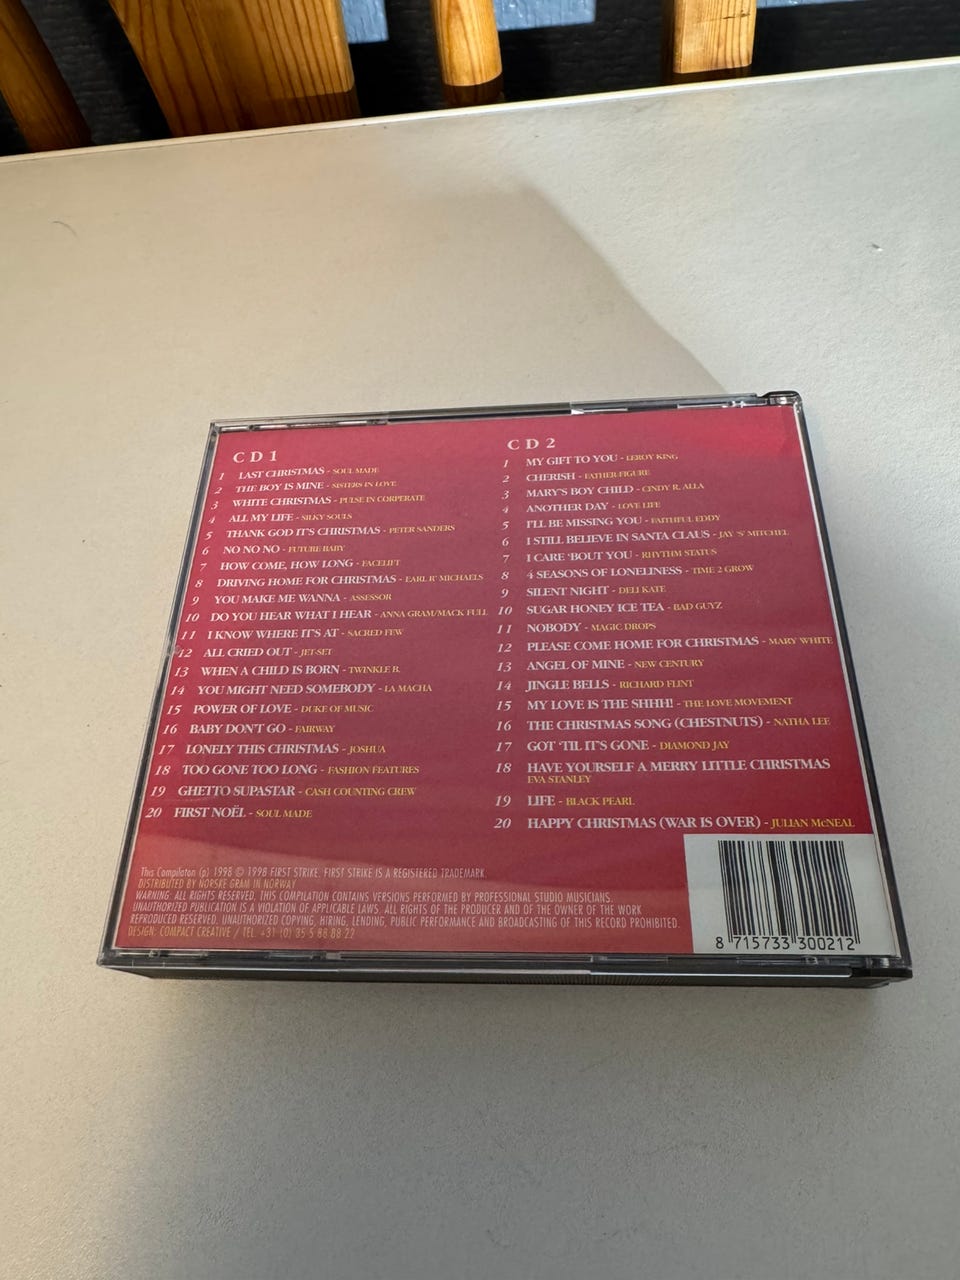 CD1
1 LAST CHRISTMAS - SOUL MADE
2 THE BOY IS MINE - SISTERS IN LOVE
3 WHITE CHRISTMAS - PULSE IN CORPERATE
4 ALL MY LIFE - SILKY SOULS
5 THANK GOD IT'S CHRISTMAS - PETER SANDERS
6 NO NO NO - FUTURE BABY
7 HOW COME, HOW LONG - FACELIFT
8 DRIVING HOME FOR CHRISTMAS - EARL R' MICHAELS
9 YOU MAKE ME WANNA - ASSESSOR
10 DO YOU HEAR WHAT I HEAR - ANNA GRAM/MACK FULL
11 I KNOW WHERE IT'S AT - SACRED FEW
12 ALL CRIED OUT - JET-SET
13 WHEN A CHILD IS BORN - TWINKLE B.
14 YOU MIGHT NEED SOMEBODY - LA MACHA
15 POWER OF LOVE - DUKE OF MUSIC
16 BABY DON'T GO - FAIRWAY
17 LONELY THIS CHRISTMAS - JOSHUA
18 TOO GONE TOO LONG - FASHION FEATURES
19 GHETTO SUPASTAR - CASH COUNTING CREW
20 FIRST NOËL - SOUL MADE
CD2
1 MY GIFT TO YOU - LEROY KING
2 CHERISH - FATHER FIGURE
3 MARY'S BOY CHILD - CINDY R. ALLA
4 ANOTHER DAY - LOVE LIFE
5 I'LL BE MISSING YOU - FAITHFUL EDDY
6 I STILL BELIEVE IN SANTA CLAUS - JAY 'S' MITCHEL
7 I CARE 'BOUT YOU - RHYTHM STATUS
8 4 SEASONS OF LONELINESS - TIME 2 GROW
9 SILENT NIGHT - DELI KATE
10 SUGAR HONEY ICE TEA - BAD GUYZ
11 NOBODY - MAGIC DROPS
12 PLEASE COME HOME FOR CHRISTMAS - MARY WHITE
13 ANGEL OF MINE - NEW CENTURY
14 JINGLE BELLS - RICHARD FLINT
15 MY LOVE IS THE SHHH! - THE LOVE MOVEMENT
16 THE CHRISTMAS SONG (CHESTNUTS) - NATHA LEE
17 GOT 'TIL IT'S GONE - DIAMOND JAY
18 HAVE YOURSELF A MERRY LITTLE CHRISTMAS
EVA STANLEY
19 LIFE - BLACK PEARL
20 HAPPY CHRISTMAS (WAR IS OVER) - JULIAN McNEAL
This Compilaton (p) 1998 © 1998 FIRST STRIKE. FIRST STRIKE IS A REGISTERED TRADEMARK
DISTRIBUTED BY NORSKE GRAM IN NORWAY
WARNING. ALL RIGHTS RESERVED. THIS COMPILATION CONTAINS VERSIONS PERFORMED BY PROFESSIONAL STUDIO MUSICIANS.
UNAUTHORIZED PUBLICATION IS A VIOLATION OF APPLICABLE LAWS. ALL RIGHTS OF THE PRODUCER AND OF THE OWNER OF THE WORK
REPRODUCED RESERVED. UNAUTHORIZED COPYING, HIRING, LENDING, PUBLIC PERFORMANCE AND BROADCASTING OF THIS RECORD PROHIBITED.
DESIGN: COMPACT CREATIVE / TEL. +31 (0) 35 5 88 88 22
8 715733 300212